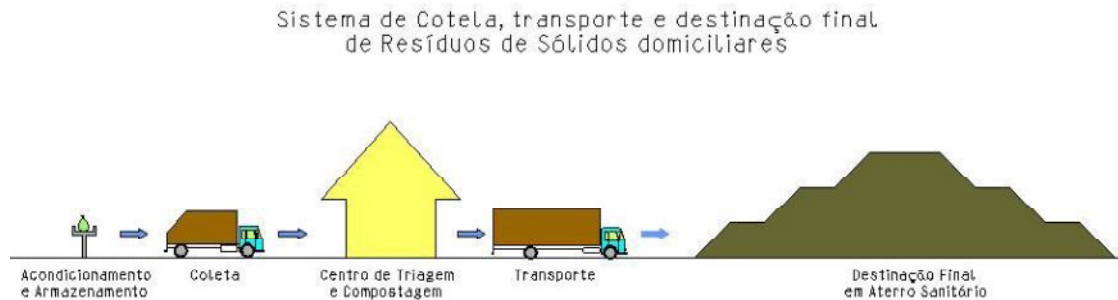 Sistema de Cotela, transporte e destinação final
de Resíduos de Sólidos domiciliares
Acondicionamento
e Armazenamento
Coleta
Centro de Triagem
e Compostagem
Transporte
Destinação Final
em Aterro Sanitário